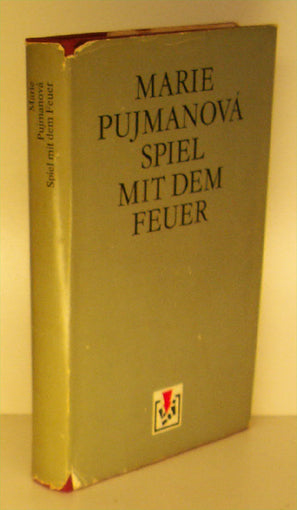 MARIE
PUJMANOVÁ
SPIEL
MIT DEM
FEUER
Marie
Pujmanová
Spiel mit dem Feuer